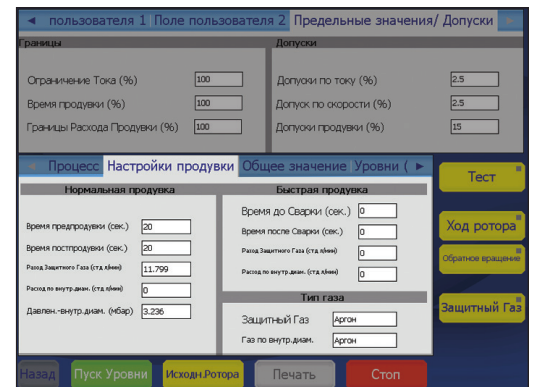 ◄ пользователя 1 Поле пользователя 2 Предельные значения/ Допуски ►
Границы
Допуски
Ограничение Тока (%) 100
Допуски по току (%) 2.5
Время продувки (%) 100
Допуск по скорости (%) 2.5
Границы Расхода Продувки (%) 100
Допуски продувки (%) 15
◄ Процесс Настройки продувки Общее значение Уровни ( ►
Нормальная продувка
Быстрая продувка
Время предпродувки (сек.) 20
Время постпродувки (сек.) 20
Расход Защитного Газа (стд л/мин) 11.799
Расход по внутр.диам. (стд л/мин) 0
Давлен.-внутр.диам. (мбар) 3.236
Время до Сварки (сек.) 0
Время после Сварки (сек.) 0
Расход Защитного Газа (стд л/мин) 0
Расход по внутр.диам. (стд л/мин) 0
Тип газа
Защитный Газ Аргон
Газ по внутр.диам. Аргон
Тест
Ход ротора
Обратное вращение
Защитный Газ
Назад
Пуск Уровни
Исходн.Ротора
Печать
Стоп